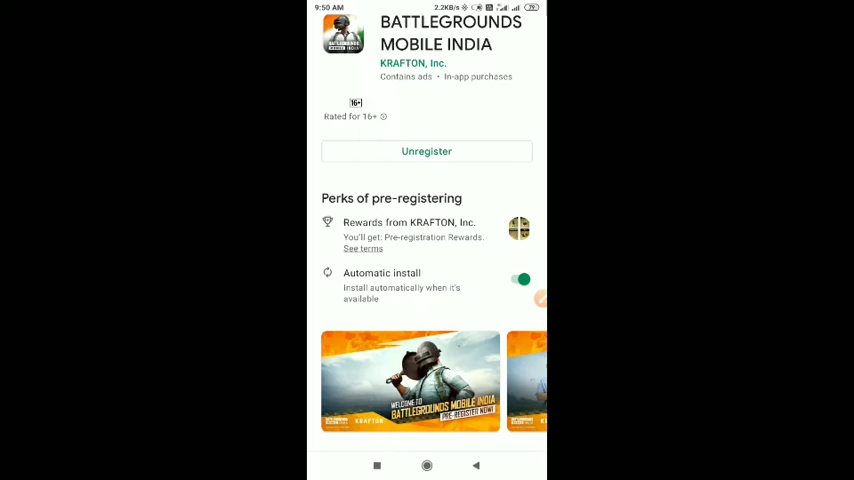 9:50 AM
2.2KB/s
79
BATTLEGROUNDS
MOBILE INDIA
KRAFTON, Inc.
Contains ads • In-app purchases
16+
Rated for 16+
Unregister
Perks of pre-registering
Rewards from KRAFTON, Inc.
You'll get: Pre-registration Rewards.
See terms
Automatic install
Install automatically when it's
available
WELCOME TO
BATTLEGROUNDS MOBILE INDIA
PRE-REGISTER NOW!
KRAFTON